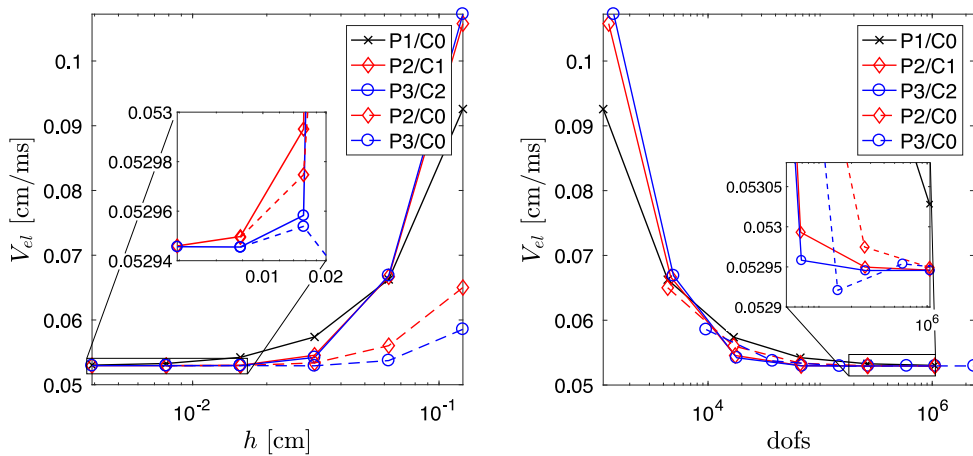 0.1
0.09
0.08
0.07
0.06
0.05
V_el [cm/ms]
10^-2
10^-1
h [cm]
P1/C0
P2/C1
P3/C2
P2/C0
P3/C0
0.053
0.05298
0.05296
0.05294
0.01
0.02
0.1
0.09
0.08
0.07
0.06
0.05
V_el [cm/ms]
10^4
10^6
dofs
P1/C0
P2/C1
P3/C2
P2/C0
P3/C0
0.05305
0.053
0.05295
0.0529
10^6